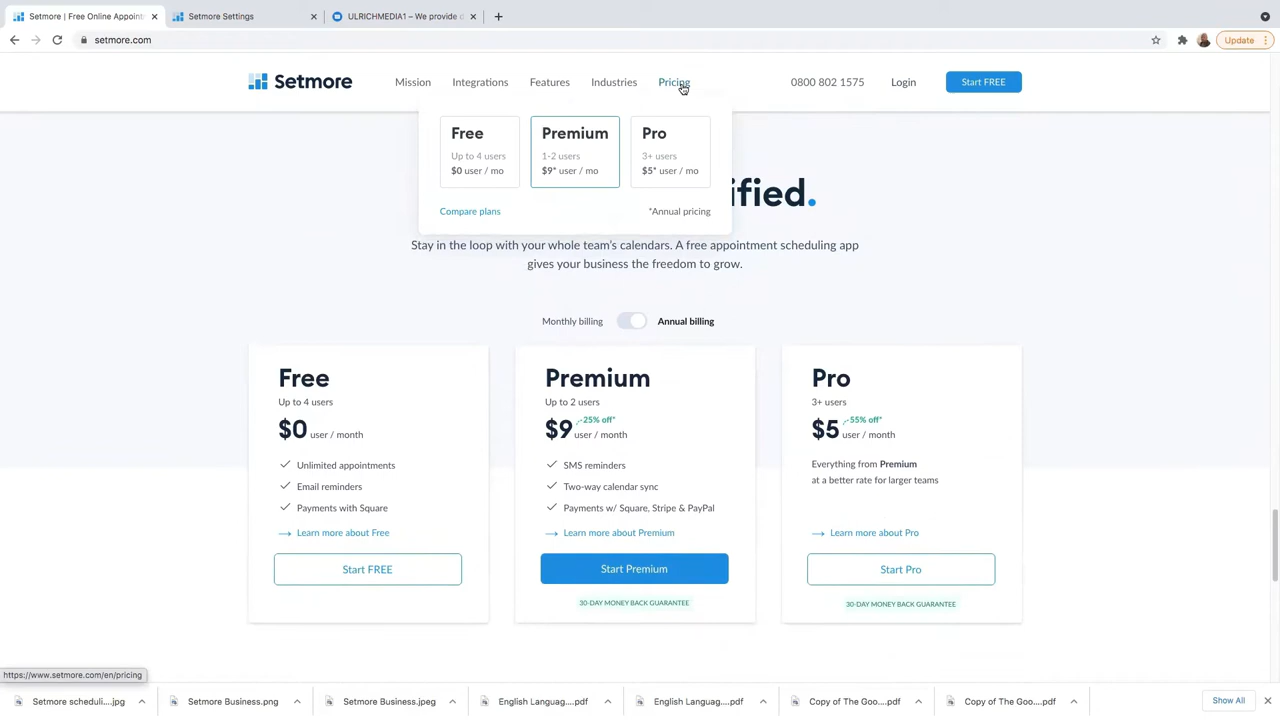 Setmore | Free Online Appoint
Setmore Settings
ULRICHMEDIA1 – We provide d
setmore.com
Update
Setmore
Mission
Integrations
Features
Industries
Pricing
0800 802 1575
Login
Start FREE
Free
Up to 4 users
$0 user / mo
Premium
1-2 users
$9* user / mo
Pro
3+ users
$5* user / mo
Compare plans
*Annual pricing
ified.
Stay in the loop with your whole team's calendars. A free appointment scheduling app
gives your business the freedom to grow.
Monthly billing
Annual billing
Free
Up to 4 users
$0 user / month
Unlimited appointments
Email reminders
Payments with Square
Learn more about Free
Start FREE
Premium
Up to 2 users
-25% off*
$9 user / month
SMS reminders
Two-way calendar sync
Payments w/ Square, Stripe & PayPal
Learn more about Premium
Start Premium
30-DAY MONEY BACK GUARANTEE
Pro
3+ users
-55% off*
$5 user / month
Everything from Premium
at a better rate for larger teams
Learn more about Pro
Start Pro
30-DAY MONEY BACK GUARANTEE
https://www.setmore.com/en/pricing
Setmore scheduli....jpg
Setmore Business.png
Setmore Business.jpeg
English Languag....pdf
English Languag....pdf
Copy of The Goo....pdf
Copy of The Goo....pdf
Show All